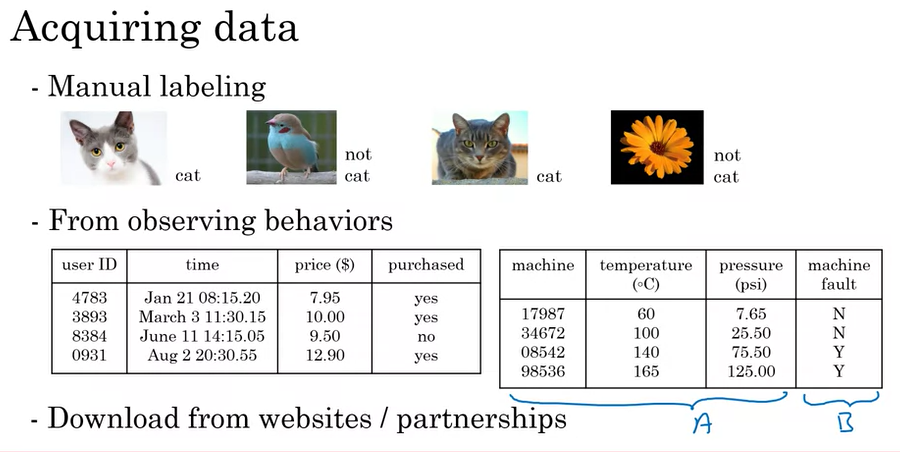 Acquiring data
- Manual labeling
cat
not
cat
cat
not
cat
- From observing behaviors
user ID time price ($) purchased
4783 Jan 21 08:15.20 7.95 yes
3893 March 3 11:30.15 10.00 yes
8384 June 11 14:15.05 9.50 no
0931 Aug 2 20:30.55 12.90 yes
machine temperature pressure machine
(°C) (psi) fault
17987 60 7.65 N
34672 100 25.50 N
08542 140 75.50 Y
98536 165 125.00 Y
A B
- Download from websites / partnerships